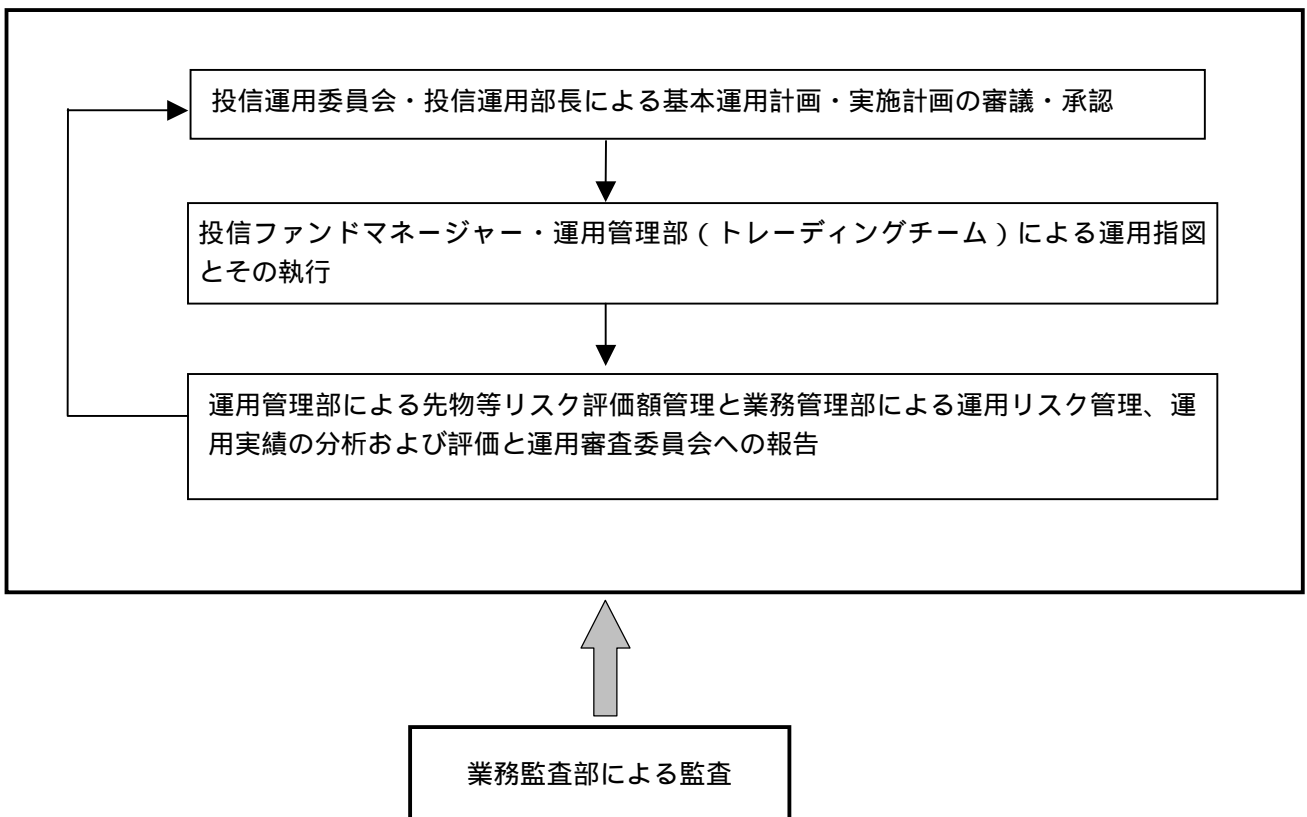 投信運用委員会・投信運用部長による基本運用計画・実施計画の審議・承認
投信ファンドマネージャー・運用管理部（トレーディングチーム）による運用指図
とその執行
運用管理部による先物等リスク評価額管理と業務管理部による運用リスク管理、運
用実績の分析および評価と運用審査委員会への報告
業務監査部による監査